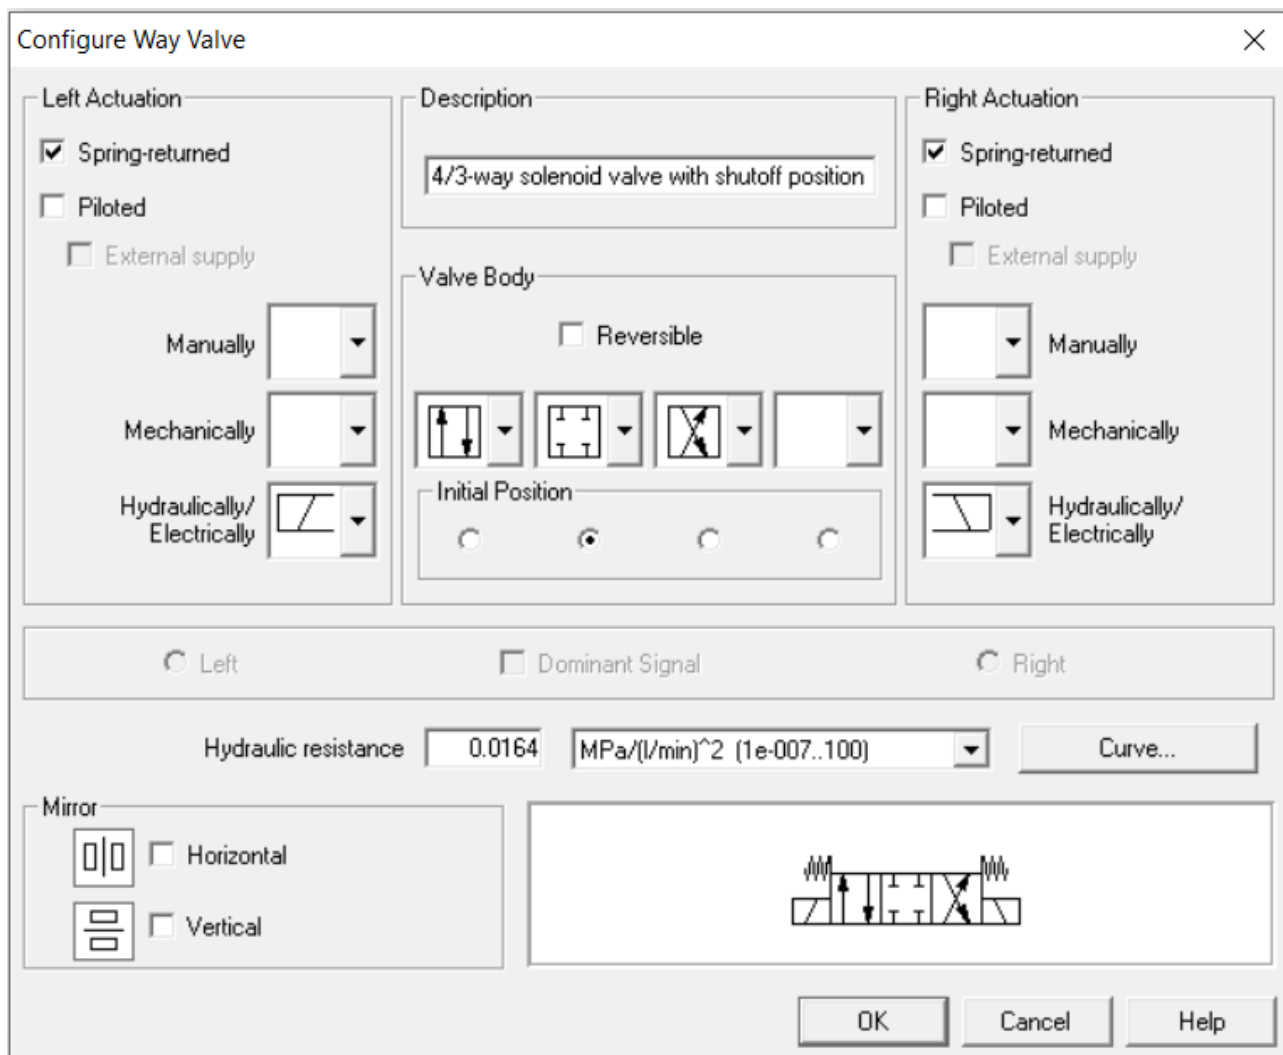 Configure Way Valve
Left Actuation
Spring-returned
Piloted
External supply
Manually
Mechanically
Hydraulically/
Electrically
Description
4/3-way solenoid valve with shutoff position
Valve Body
Reversible
Initial Position
Right Actuation
Spring-returned
Piloted
External supply
Manually
Mechanically
Hydraulically/
Electrically
Left
Dominant Signal
Right
Hydraulic resistance
0.0164
MPa/(l/min)^2 (1e-007..100)
Curve...
Mirror
Horizontal
Vertical
OK
Cancel
Help